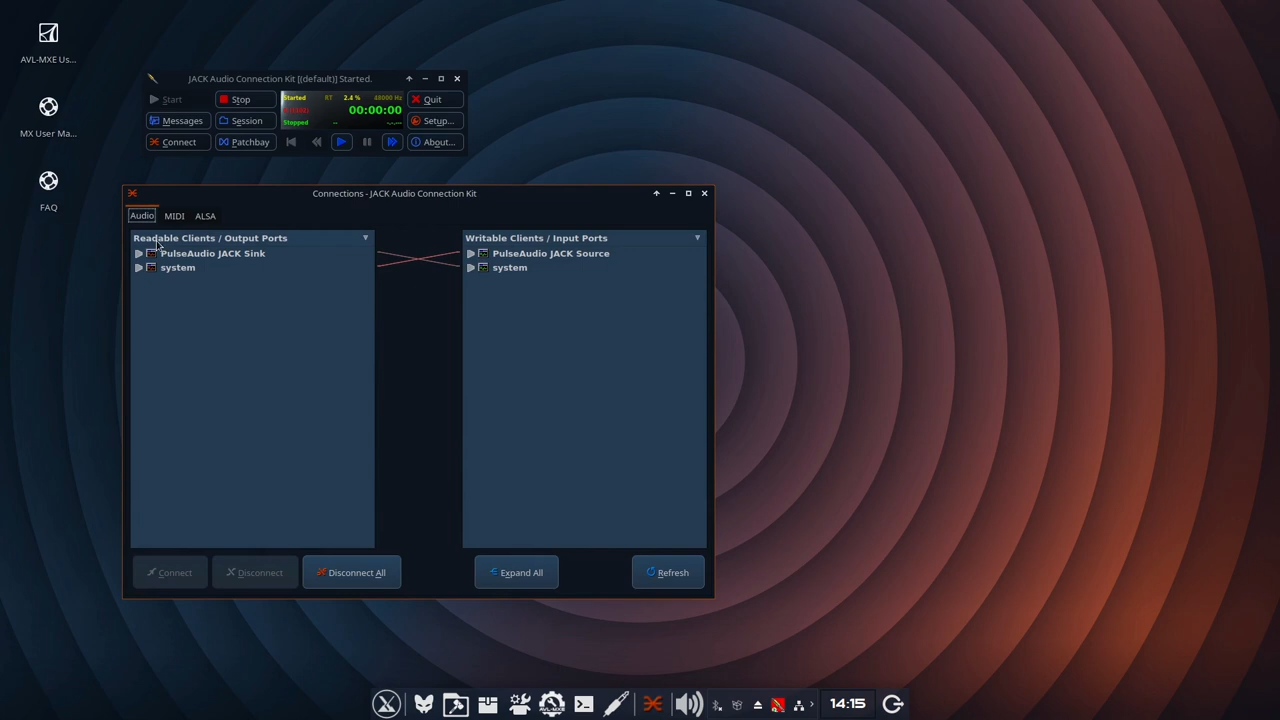 AVL-MXE Us...
MX User Ma...
FAQ
JACK Audio Connection Kit [(default)] Started.
Start
Stop
Started RT 2.4 % 48000 Hz
00:00:00
Stopped
Quit
Messages
Session
Setup...
Connect
Patchbay
About...
Connections - JACK Audio Connection Kit
Audio MIDI ALSA
Readable Clients / Output Ports
PulseAudio JACK Sink
system
Writable Clients / Input Ports
PulseAudio JACK Source
system
Connect
Disconnect
Disconnect All
Expand All
Refresh
AVL-MXE
14:15